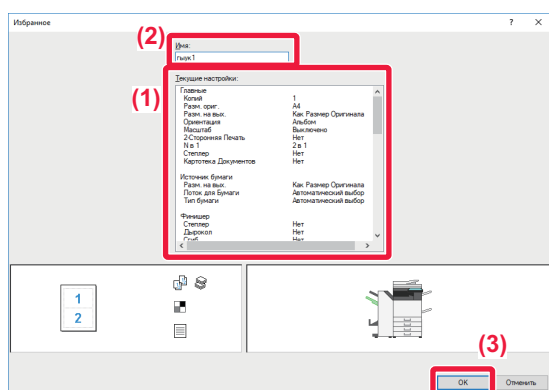 Избранное
? ×
(2)
Имя:
гыук1
(1)
Текущие настройки:
Главные
Копий 1
Разм. ориг. A4
Разм. на вых. Как Размер Оригинала
Ориентация Альбом
Масштаб Выключено
2-Сторонняя Печать Нет
N в 1 2 в 1
Степлер Нет
Картотека Документов Нет
Источник бумаги
Разм. на вых. Как Размер Оригинала
Поток для Бумаги Автоматический выбор
Тип бумаги Автоматический выбор
Финишер
Степлер Нет
Дырокол Нет
Сгиб Нет
1
2
(3)
OK
Отменить